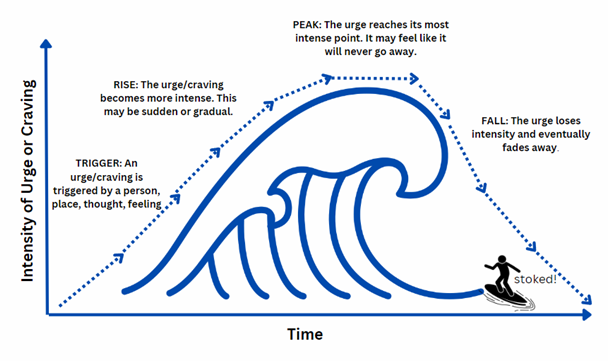 PEAK: The urge reaches its most
intense point. It may feel like it
will never go away.
RISE: The urge/craving
becomes more intense. This
may be sudden or gradual.
FALL: The urge loses
intensity and eventually
fades away.
TRIGGER: An
urge/craving is
triggered by a person,
place, thought, feeling
Intensity of Urge or Craving
stoked!
Time